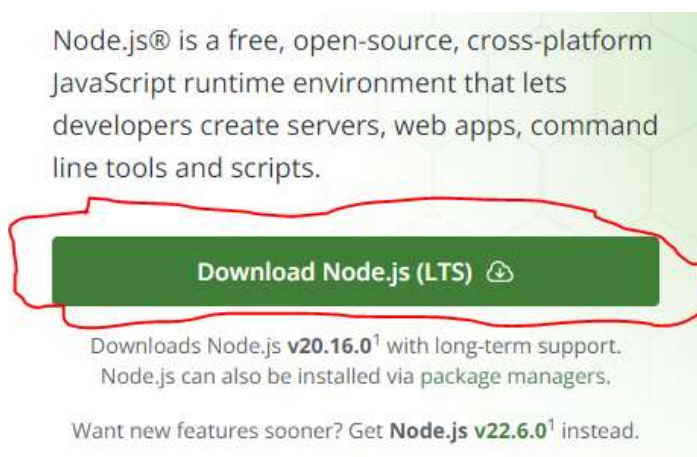 Node.js® is a free, open-source, cross-platform
JavaScript runtime environment that lets
developers create servers, web apps, command
line tools and scripts.
Download Node.js (LTS)
Downloads Node.js v20.16.0¹ with long-term support.
Node.js can also be installed via package managers.
Want new features sooner? Get Node.js v22.6.0¹ instead.